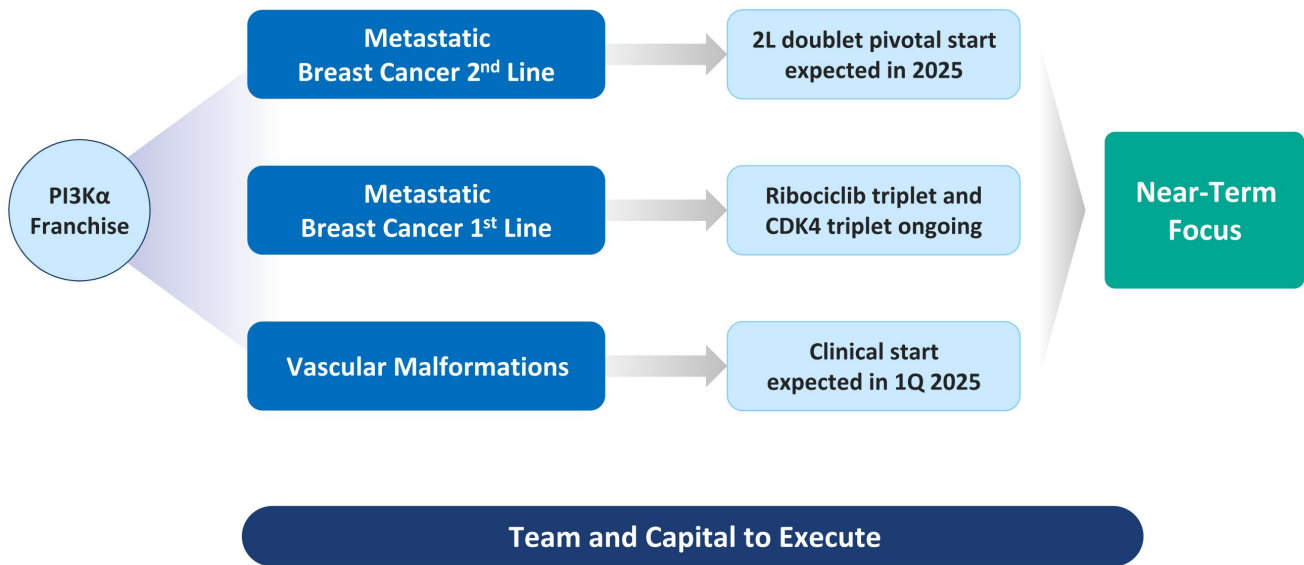 PI3Kα
Franchise
Metastatic
Breast Cancer 2nd Line
2L doublet pivotal start
expected in 2025
Metastatic
Breast Cancer 1st Line
Ribociclib triplet and
CDK4 triplet ongoing
Vascular Malformations
Clinical start
expected in 1Q 2025
Near-Term
Focus
Team and Capital to Execute